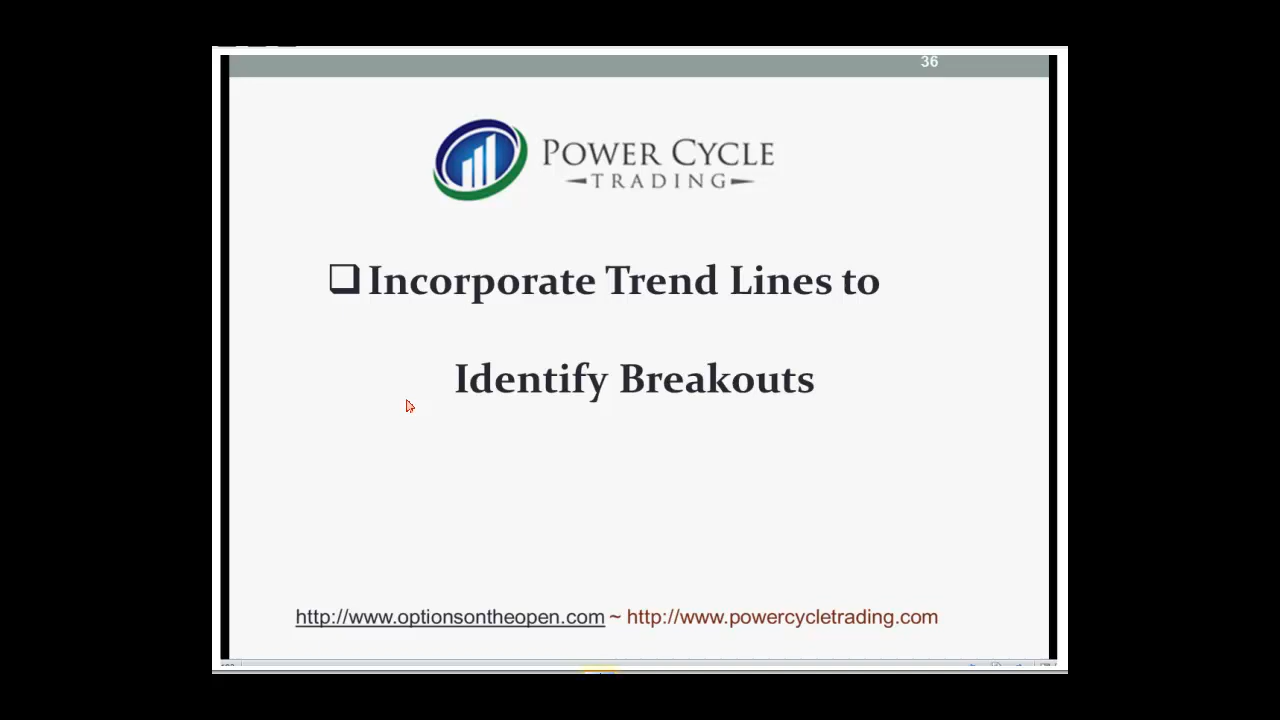 36
POWER CYCLE
TRADING
Incorporate Trend Lines to
Identify Breakouts
http://www.optionsontheopen.com ~ http://www.powercycletrading.com